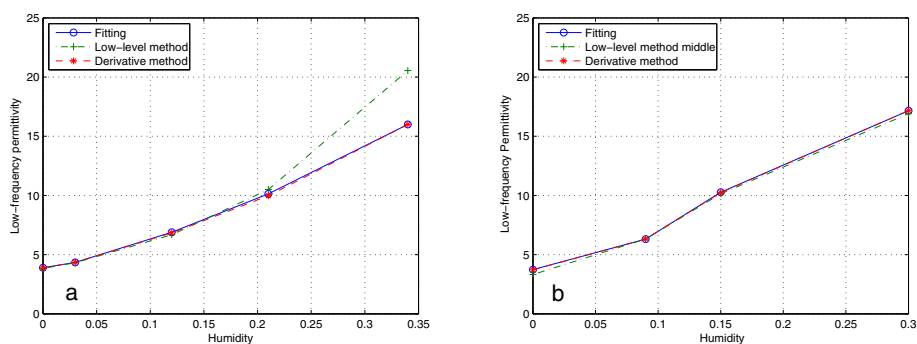 25
20
15
10
5
0
Low−frequency permittivity
Fitting
Low−level method
Derivative method
a
0 0.05 0.1 0.15 0.2 0.25 0.3 0.35
Humidity
25
20
15
10
5
0
Low−frequency Permittivity
Fitting
Low−level method middle
Derivative method
b
0 0.05 0.1 0.15 0.2 0.25 0.3
Humidity